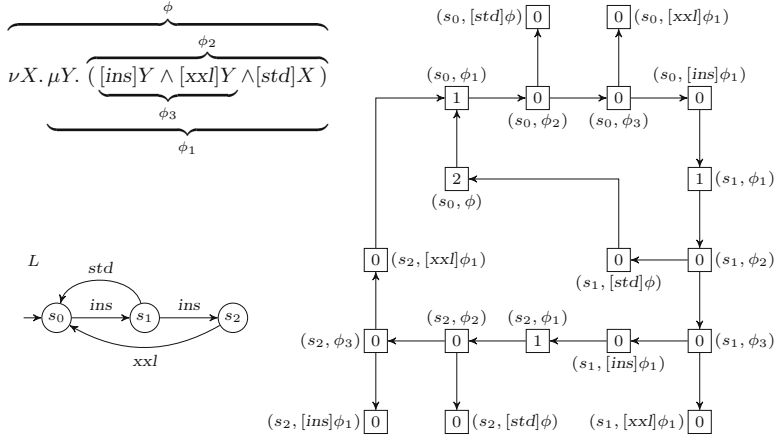 ϕ
ϕ₂
νX. μY. ( [ins]Y ∧ [xxl]Y ∧[std]X )
ϕ₃
ϕ₁
L
std
s₀ ins s₁ ins s₂
xxl
(s₀, [std]ϕ) 0 0 (s₀, [xxl]ϕ₁)
(s₀, ϕ₁) (s₀, [ins]ϕ₁)
1 0 0 0
(s₀, ϕ₂) (s₀, ϕ₃)
2 1 (s₁, ϕ₁)
(s₀, ϕ)
0 (s₂, [xxl]ϕ₁) 0 0 (s₁, ϕ₂)
(s₁, [std]ϕ)
(s₂, ϕ₂) (s₂, ϕ₁)
(s₂, ϕ₃) 0 0 1 0 0 (s₁, ϕ₃)
(s₁, [ins]ϕ₁)
(s₂, [ins]ϕ₁) 0 0 (s₂, [std]ϕ) (s₁, [xxl]ϕ₁) 0